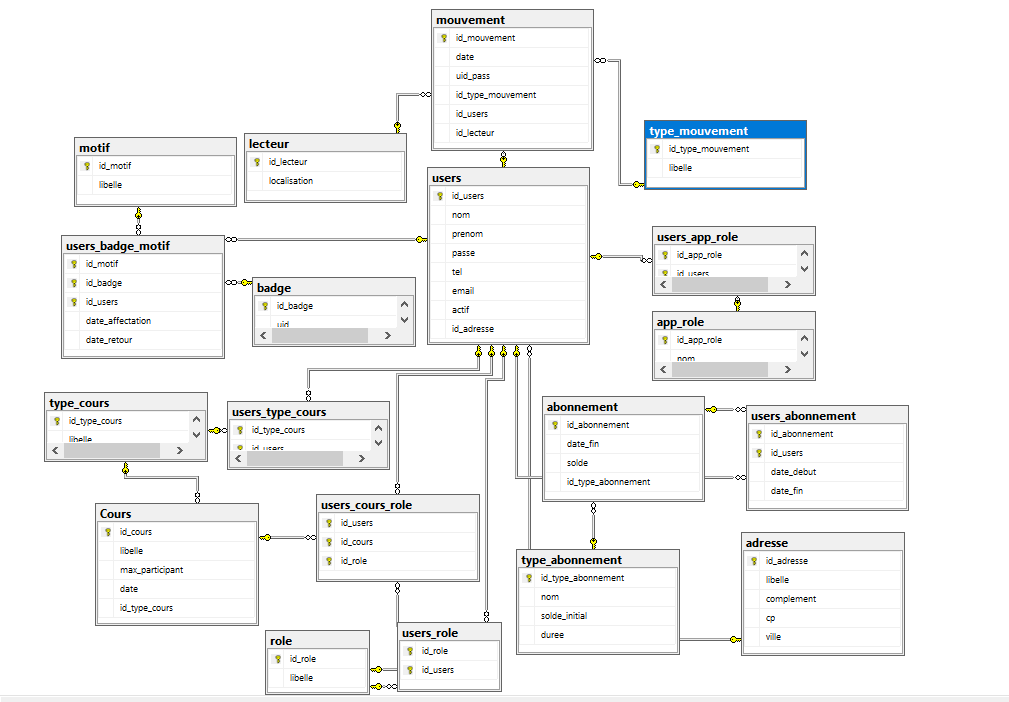 mouvement
id_mouvement
date
uid_pass
id_type_mouvement
id_users
id_lecteur
type_mouvement
id_type_mouvement
libelle
motif
id_motif
libelle
lecteur
id_lecteur
localisation
users
id_users
nom
prenom
passe
tel
email
actif
id_adresse
users_app_role
id_app_role
id_users
users_badge_motif
id_motif
id_badge
id_users
date_affectation
date_retour
badge
id_badge
uid
app_role
id_app_role
nom
type_cours
id_type_cours
libelle
users_type_cours
id_type_cours
id_users
abonnement
id_abonnement
date_fin
solde
id_type_abonnement
users_abonnement
id_abonnement
id_users
date_debut
date_fin
Cours
id_cours
libelle
max_participant
date
id_type_cours
users_cours_role
id_users
id_cours
id_role
type_abonnement
id_type_abonnement
nom
solde_initial
duree
adresse
id_adresse
libelle
complement
cp
ville
role
id_role
libelle
users_role
id_role
id_users